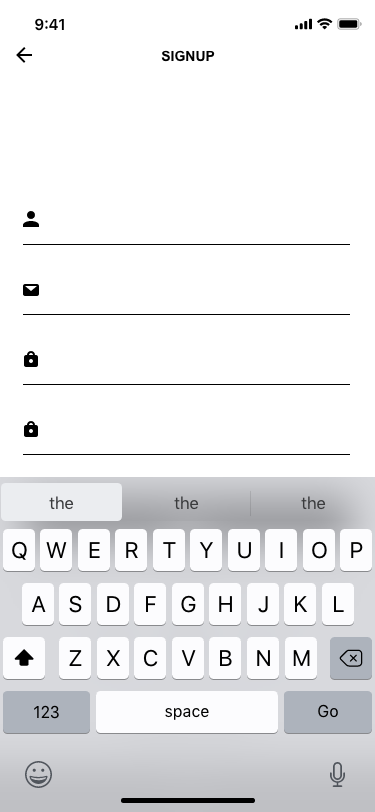 9:41
SIGNUP
the the the
Q W E R T Y U I O P
A S D F G H J K L
Z X C V B N M
123 space Go